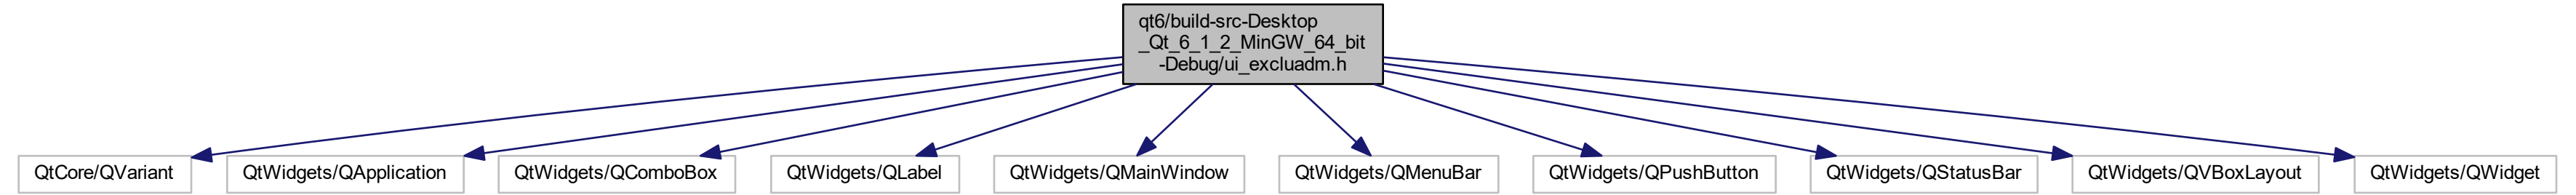 qt6/build-src-Desktop
_Qt_6_1_2_MinGW_64_bit
-Debug/ui_excluadm.h
QtCore/QVariant
QtWidgets/QApplication
QtWidgets/QComboBox
QtWidgets/QLabel
QtWidgets/QMainWindow
QtWidgets/QMenuBar
QtWidgets/QPushButton
QtWidgets/QStatusBar
QtWidgets/QVBoxLayout
QtWidgets/QWidget